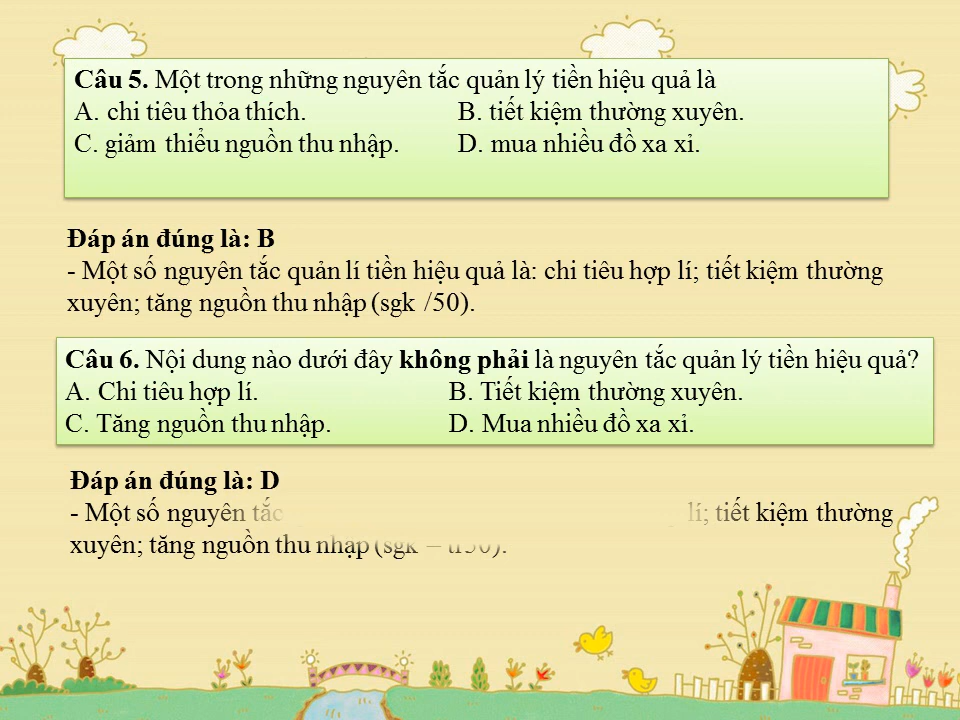 Câu 5. Một trong những nguyên tắc quản lý tiền hiệu quả là
A. chi tiêu thỏa thích. B. tiết kiệm thường xuyên.
C. giảm thiểu nguồn thu nhập. D. mua nhiều đồ xa xỉ.
Đáp án đúng là: B
- Một số nguyên tắc quản lí tiền hiệu quả là: chi tiêu hợp lí; tiết kiệm thường
xuyên; tăng nguồn thu nhập (sgk /50).
Câu 6. Nội dung nào dưới đây không phải là nguyên tắc quản lý tiền hiệu quả?
A. Chi tiêu hợp lí. B. Tiết kiệm thường xuyên.
C. Tăng nguồn thu nhập. D. Mua nhiều đồ xa xỉ.
Đáp án đúng là: D
- Một số nguyên tắc lí; tiết kiệm thường
xuyên; tăng nguồn thu nhập (sgk